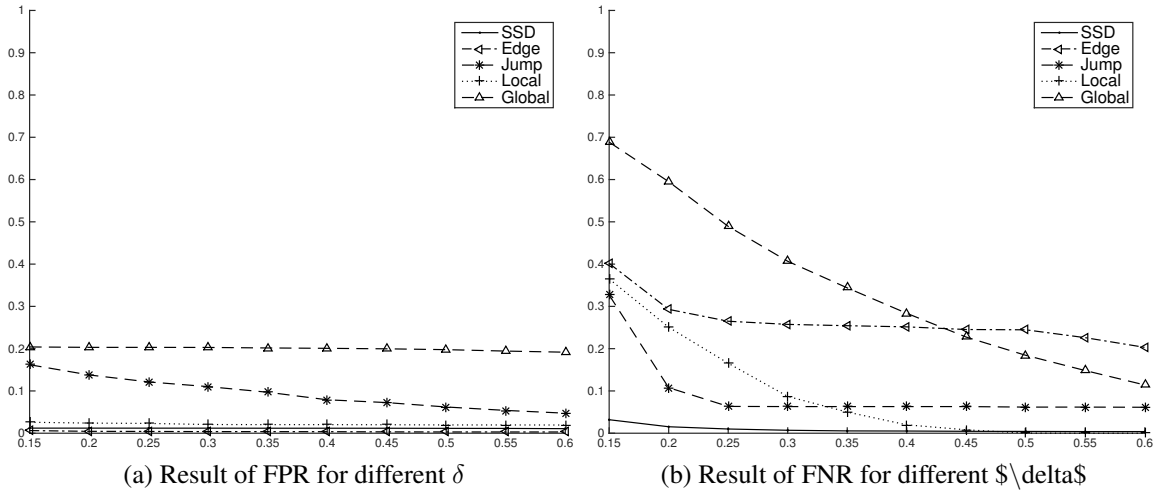 1
0.9
0.8
0.7
0.6
0.5
0.4
0.3
0.2
0.1
0
0.15 0.2 0.25 0.3 0.35 0.4 0.45 0.5 0.55 0.6
SSD
Edge
Jump
Local
Global
(a) Result of FPR for different δ
1
0.9
0.8
0.7
0.6
0.5
0.4
0.3
0.2
0.1
0
0.15 0.2 0.25 0.3 0.35 0.4 0.45 0.5 0.55 0.6
SSD
Edge
Jump
Local
Global
(b) Result of FNR for different $\delta$